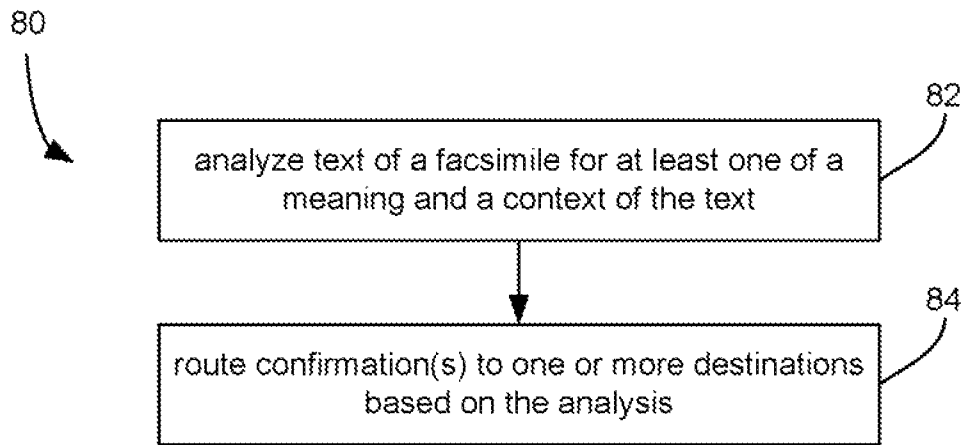 80
82
analyze text of a facsimile for at least one of a
meaning and a context of the text
84
route confirmation(s) to one or more destinations
based on the analysis